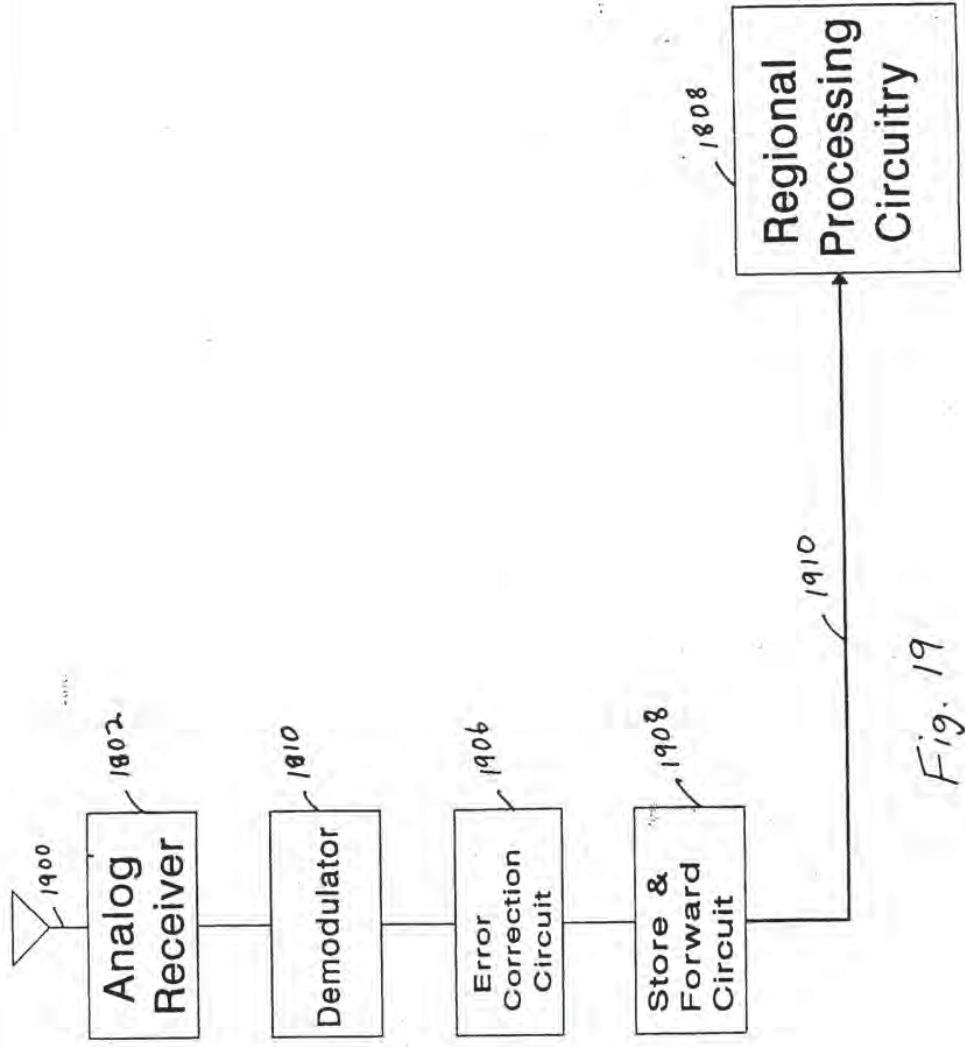 1900
Analog
Receiver
1802
Demodulator
1810
Error
Correction
Circuit
1906
Store &
Forward
Circuit
1908
1910
Regional
Processing
Circuitry
1808
Fig. 19